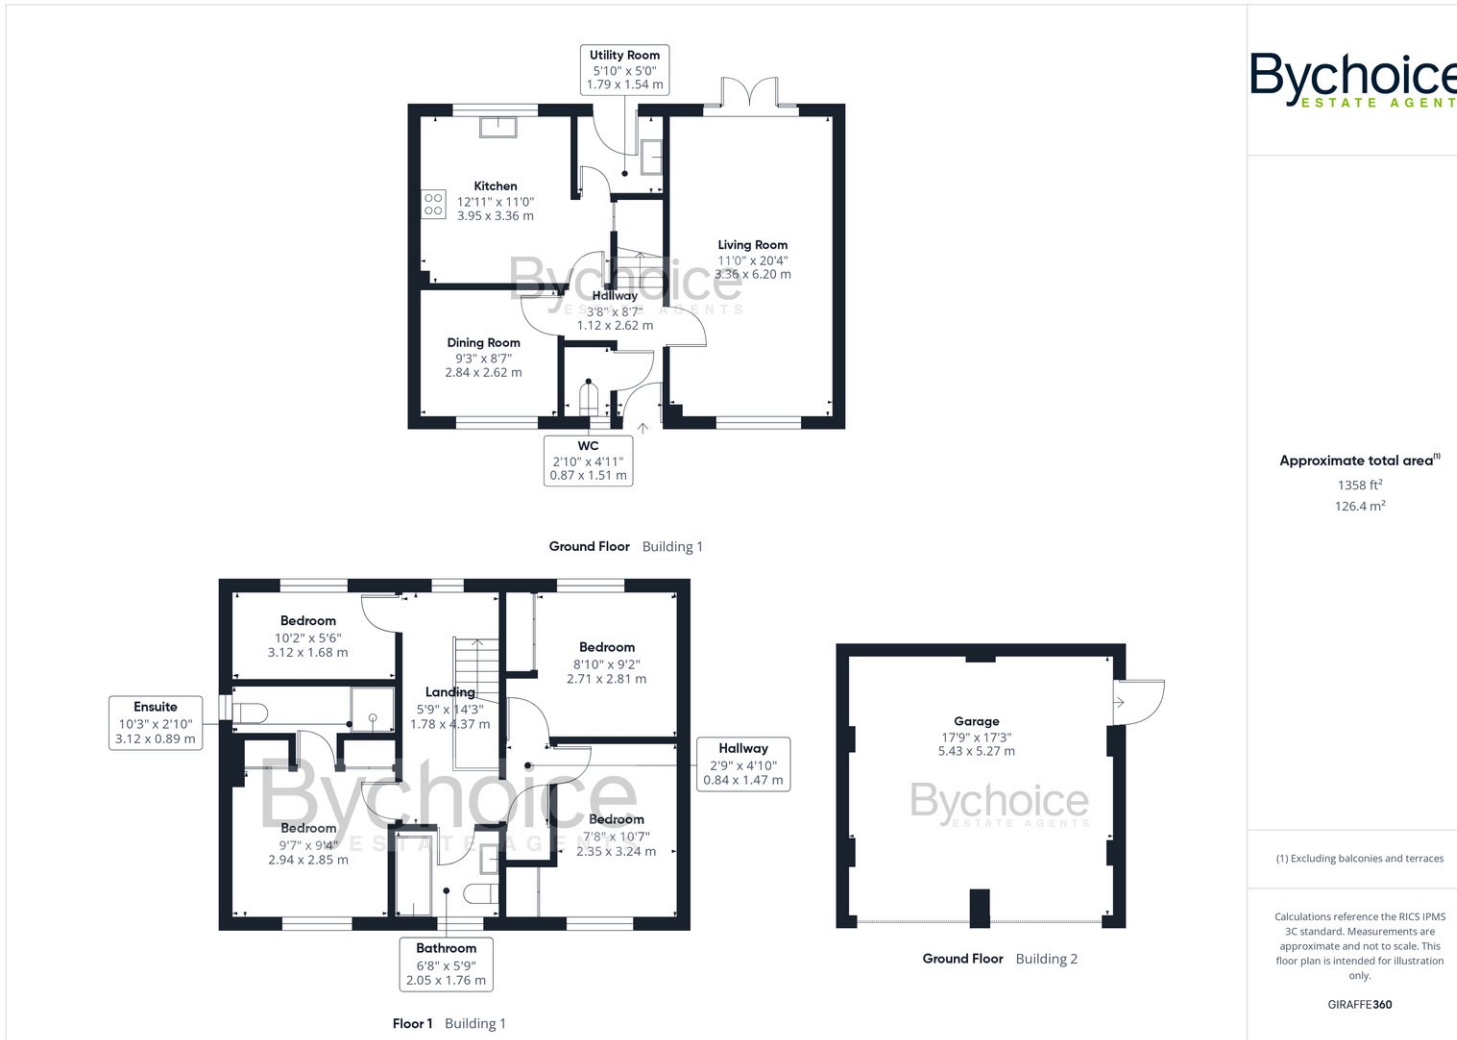 Utility Room
5'10" x 5'0"
1.79 x 1.54 m
Kitchen
12'11" x 11'0"
3.95 x 3.36 m
Living Room
11'0" x 20'4"
3.36 x 6.20 m
Bychoice
ESTATE AGENTS
Hallway
3'8" x 8'7"
1.12 x 2.62 m
Dining Room
9'3" x 8'7"
2.84 x 2.62 m
WC
2'10" x 4'11"
0.87 x 1.51 m
Ground Floor Building 1
Bedroom
10'2" x 5'6"
3.12 x 1.68 m
Bedroom
8'10" x 9'2"
2.71 x 2.81 m
Landing
5'9" x 14'3"
1.78 x 4.37 m
Ensuite
10'3" x 2'10"
3.12 x 0.89 m
Hallway
2'9" x 4'10"
0.84 x 1.47 m
Bychoice
ESTATE AGENTS
Bedroom
9'7" x 9'4"
2.94 x 2.85 m
Bedroom
7'8" x 10'7"
2.35 x 3.24 m
Bathroom
6'8" x 5'9"
2.05 x 1.76 m
Floor 1 Building 1
Garage
17'9" x 17'3"
5.43 x 5.27 m
Bychoice
ESTATE AGENTS
Ground Floor Building 2
Bychoice
ESTATE AGENT
Approximate total area(1)
1358 ft²
126.4 m²
(1) Excluding balconies and terraces
Calculations reference the RICS IPMS
3C standard. Measurements are
approximate and not to scale. This
floor plan is intended for illustration
only.
GIRAFFE360